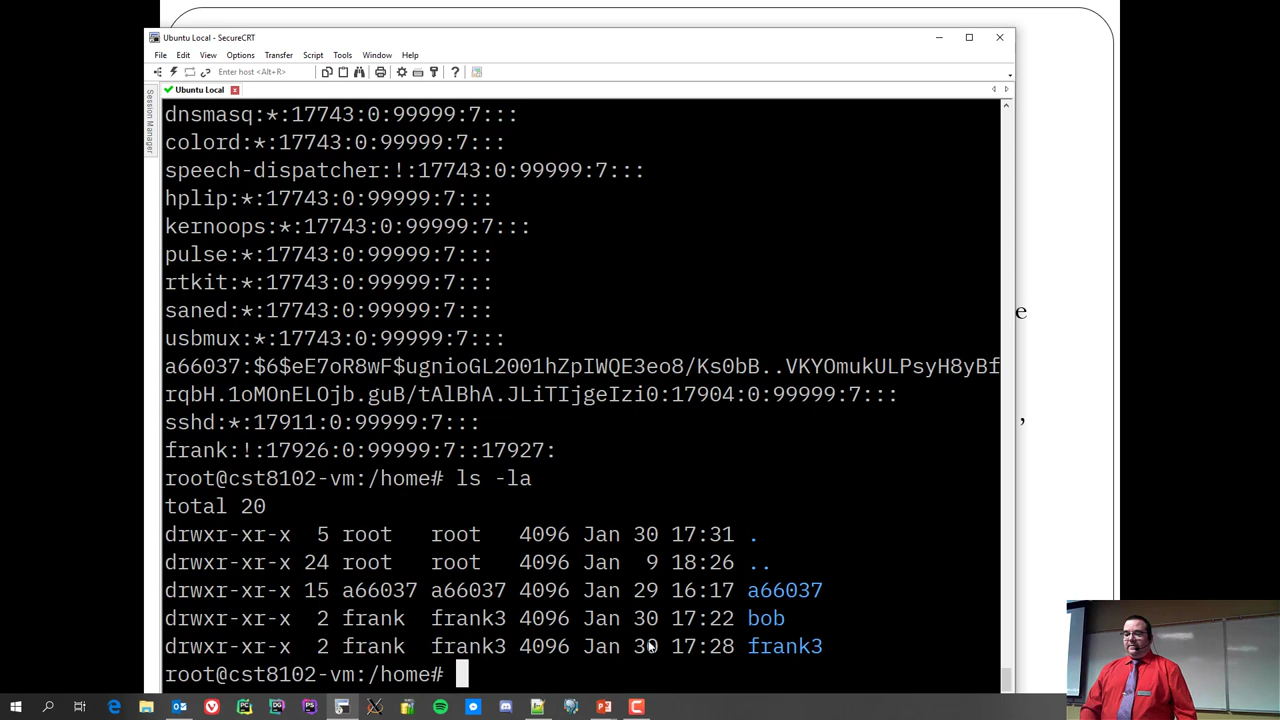 Ubuntu Local - SecureCRT
File Edit View Options Transfer Script Tools Window Help
Enter host <Alt+R>
Ubuntu Local
Session Manager
dnsmasq:*:17743:0:99999:7:::
colord:*:17743:0:99999:7:::
speech-dispatcher:!:17743:0:99999:7:::
hplip:*:17743:0:99999:7:::
kernoops:*:17743:0:99999:7:::
pulse:*:17743:0:99999:7:::
rtkit:*:17743:0:99999:7:::
saned:*:17743:0:99999:7:::
usbmux:*:17743:0:99999:7:::
a66037:$6$eE7oR8wF$ugnioGL2001hZpIWQE3eo8/Ks0bB..VKYOmukULPsyH8yBf
rqbH.1oMOnELOjb.guB/tAlBhA.JLiTIjgeIzi0:17904:0:99999:7:::
sshd:*:17911:0:99999:7:::
frank:!:17926:0:99999:7::17927:
root@cst8102-vm:/home# ls -la
total 20
drwxr-xr-x 5 root root 4096 Jan 30 17:31 .
drwxr-xr-x 24 root root 4096 Jan 9 18:26 ..
drwxr-xr-x 15 a66037 a66037 4096 Jan 29 16:17 a66037
drwxr-xr-x 2 frank frank3 4096 Jan 30 17:22 bob
drwxr-xr-x 2 frank frank3 4096 Jan 30 17:28 frank3
root@cst8102-vm:/home#
e
,